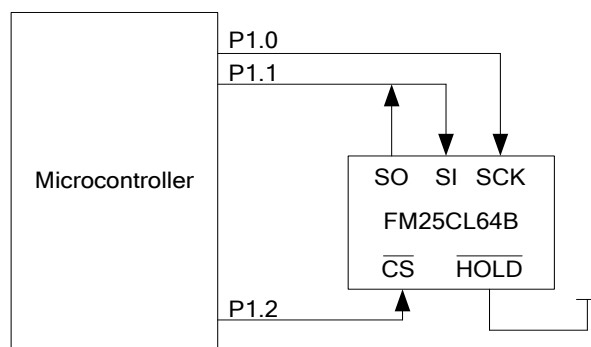 P1.0
P1.1
Microcontroller
SO SI SCK
FM25CL64B
CS HOLD
P1.2